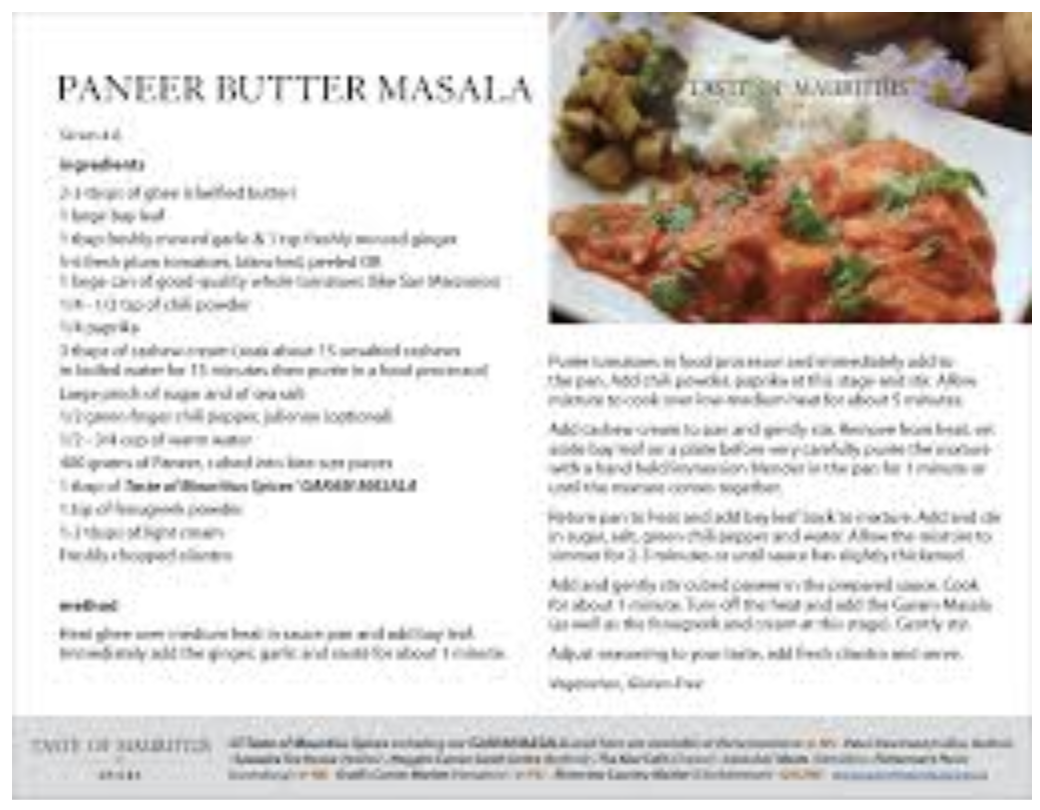 PANEER BUTTER MASALA
TASTE OF MAURITIUS
Serves 4-6
ingredients
2-3 tbsps of ghee (clarified butter)
1 large bay leaf
1 tbsp freshly minced garlic & 1 tsp freshly minced ginger
5-6 fresh plum tomatoes, blanched, peeled OR
1 large can of good-quality whole tomatoes (like San Marzanos)
1/4 - 1/2 tsp of chili powder
1/4 paprika
3 tbsps of cashew cream (soak about 15 unsalted cashews
in boiled water for 15 minutes then purée in a food processor)
Large pinch of sugar and of sea salt
1/2 green finger chili pepper, julienne (optional)
1/2 - 3/4 cup of warm water
400 grams of Paneer, cubed into bite size pieces
1 tbsp of Taste of Mauritius Spices' GARAM MASALA
1 tsp of fenugreek powder
1-2 tbsps of light cream
Freshly chopped cilantro
method
Heat ghee over medium heat in sauce pan and add bay leaf.
Immediately add the ginger, garlic and sauté for about 1 minute.
Purée tomatoes in food processor and immediately add to
the pan. Add chili powder, paprika at this stage and stir. Allow
mixture to cook over low-medium heat for about 5 minutes.
Add cashew cream to pan and gently stir. Remove from heat, set
aside bay leaf on a plate before very carefully purée the mixture
with a hand held/immersion blender in the pan for 1 minute or
until the mixture comes together.
Return pan to heat and add bay leaf back to mixture. Add and stir
in sugar, salt, green chili pepper and water. Allow the mixture to
simmer for 2-3 minutes or until sauce has slightly thickened.
Add and gently stir cubed paneer in the prepared sauce. Cook
for about 1 minute. Turn off the heat and add the Garam Masala
(as well as the fenugreek and cream at this stage). Gently stir.
Adjust seasoning to your taste, add fresh cilantro and serve.
Vegetarian, Gluten-Free
TASTE OF MAURITIUS
SPICES
Taste of Mauritius Spices including our GARAM MASALA